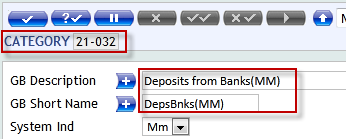 CATEGORY 21-032
GB Description Deposits from Banks(MM)
GB Short Name DepsBnks(MM)
System Ind Mm